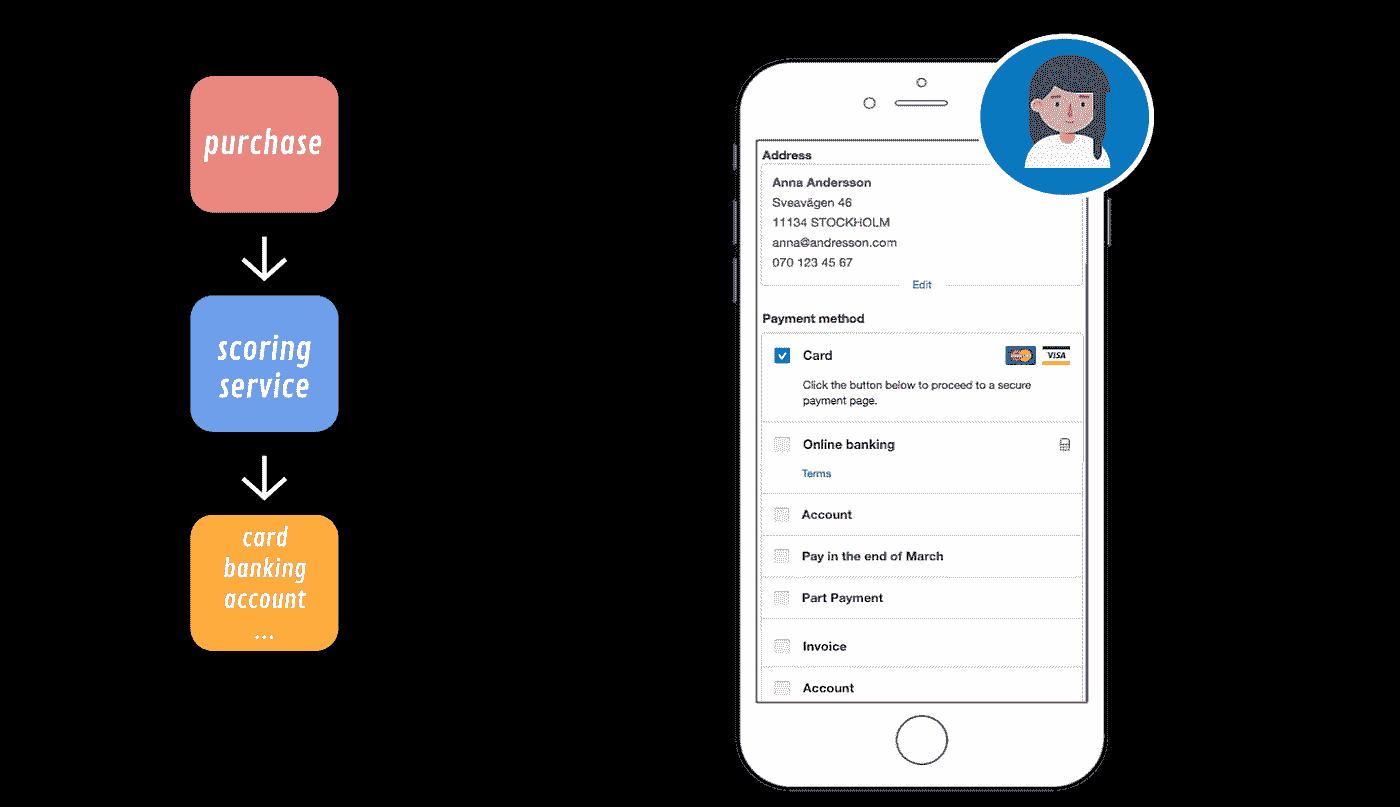 purchase
scoring
service
card
banking
account
...
Address
Anna Andersson
Sveavägen 46
11134 STOCKHOLM
anna@andresson.com
070 123 45 67
Edit
Payment method
Card
VISA
Click the button below to proceed to a secure
payment page.
Online banking
Terms
Account
Pay in the end of March
Part Payment
Invoice
Account